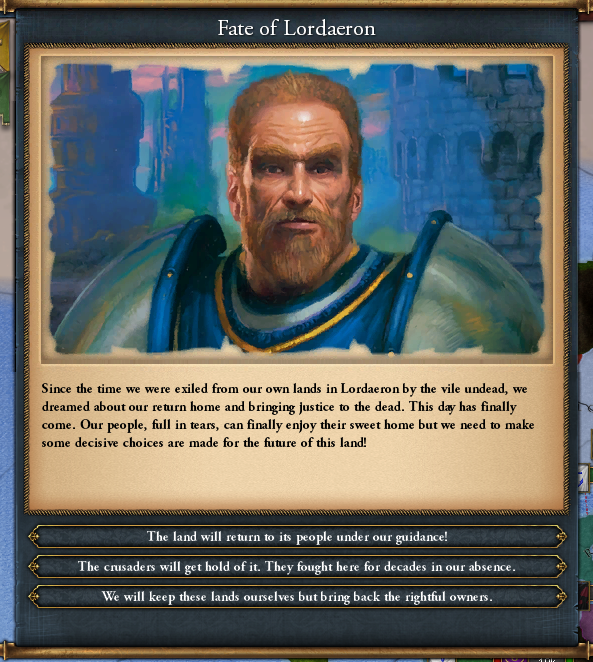 Fate of Lordaeron
Since the time we were exiled from our own lands in Lordaeron by the vile undead, we
dreamed about our return home and bringing justice to the dead. This day has finally
come. Our people, full in tears, can finally enjoy their sweet home but we need to make
some decisive choices are made for the future of this land!
The land will return to its people under our guidance!
The crusaders will get hold of it. They fought here for decades in our absence.
We will keep these lands ourselves but bring back the rightful owners.